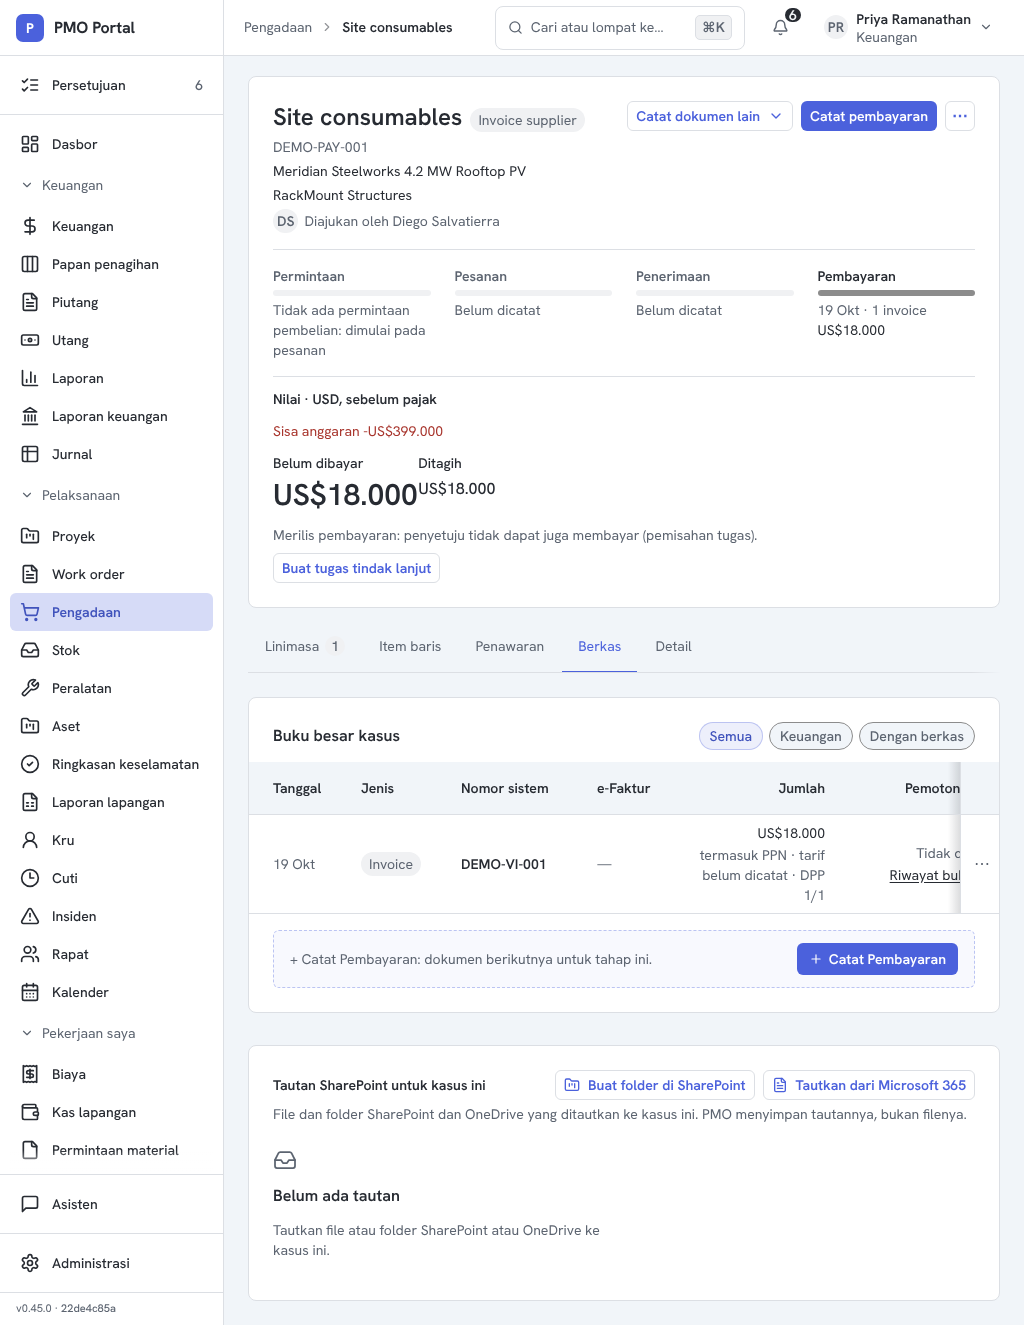 P PMO Portal
Persetujuan 6
Dasbor
Keuangan
Keuangan
Papan penagihan
Piutang
Utang
Laporan
Laporan keuangan
Jurnal
Pelaksanaan
Proyek
Work order
Pengadaan
Stok
Peralatan
Aset
Ringkasan keselamatan
Laporan lapangan
Kru
Cuti
Insiden
Rapat
Kalender
Pekerjaan saya
Biaya
Kas lapangan
Permintaan material
Asisten
Administrasi
v0.45.0 · 22de4c85a
Pengadaan > Site consumables
Cari atau lompat ke... ⌘K
6
PR Priya Ramanathan
Keuangan
Site consumables Invoice supplier
Catat dokumen lain Catat pembayaran ...
DEMO-PAY-001
Meridian Steelworks 4.2 MW Rooftop PV
RackMount Structures
DS Diajukan oleh Diego Salvatierra
Permintaan
Tidak ada permintaan
pembelian: dimulai pada
pesanan
Pesanan
Belum dicatat
Penerimaan
Belum dicatat
Pembayaran
19 Okt · 1 invoice
US$18.000
Nilai · USD, sebelum pajak
Sisa anggaran -US$399.000
Belum dibayar Ditagih
US$18.000 US$18.000
Merilis pembayaran: penyetuju tidak dapat juga membayar (pemisahan tugas).
Buat tugas tindak lanjut
Linimasa 1 Item baris Penawaran Berkas Detail
Buku besar kasus Semua Keuangan Dengan berkas
Tanggal Jenis Nomor sistem e-Faktur Jumlah Pemoton
19 Okt Invoice DEMO-VI-001 —
US$18.000
termasuk PPN · tarif
belum dicatat · DPP
1/1
Tidak d
Riwayat bul
...
+ Catat Pembayaran: dokumen berikutnya untuk tahap ini. + Catat Pembayaran
Tautan SharePoint untuk kasus ini Buat folder di SharePoint Tautkan dari Microsoft 365
File dan folder SharePoint dan OneDrive yang ditautkan ke kasus ini. PMO menyimpan tautannya, bukan filenya.
Belum ada tautan
Tautkan file atau folder SharePoint atau OneDrive ke
kasus ini.